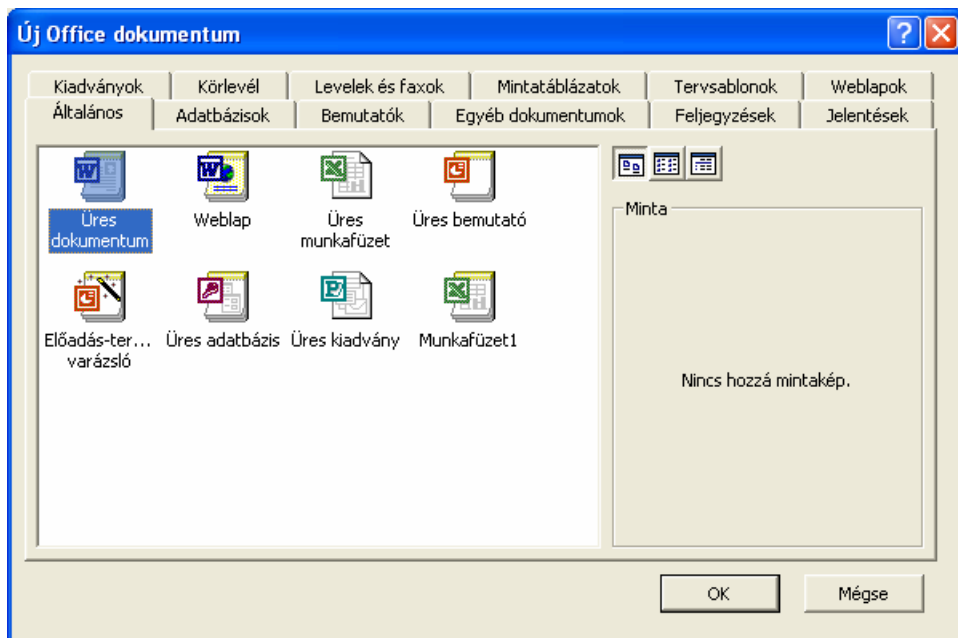 Új Office dokumentum
Kiadványok Körlevél Levelek és faxok Mintatáblázatok Tervsablonok Weblapok
Általános Adatbázisok Bemutatók Egyéb dokumentumok Feljegyzések Jelentések
Üres dokumentum
Weblap
Üres munkafüzet
Üres bemutató
Előadás-ter... varázsló
Üres adatbázis
Üres kiadvány
Munkafüzet1
Minta
Nincs hozzá mintakép.
OK Mégse